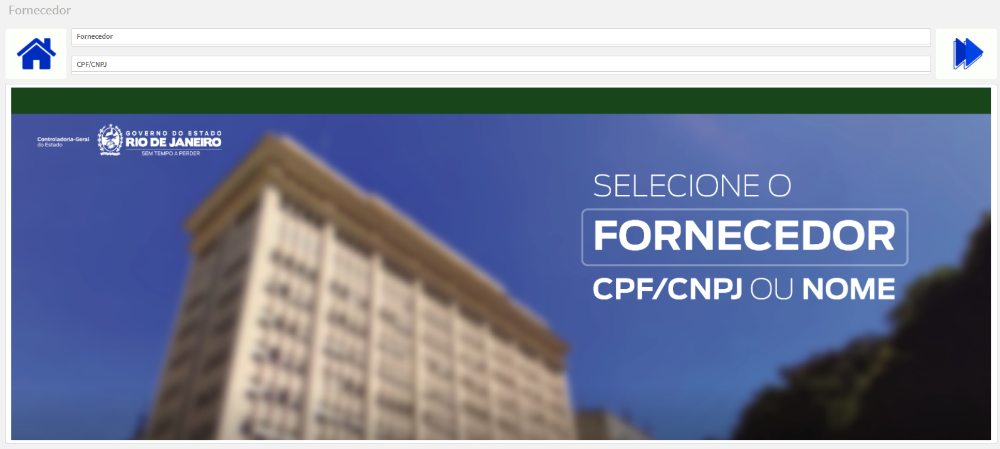 Fornecedor
Fornecedor
CPF/CNPJ
Controladoria-Geral
do Estado
GOVERNO DO ESTADO
RIO DE JANEIRO
SEM TEMPO A PERDER
SELECIONE O
FORNECEDOR
CPF/CNPJ OU NOME